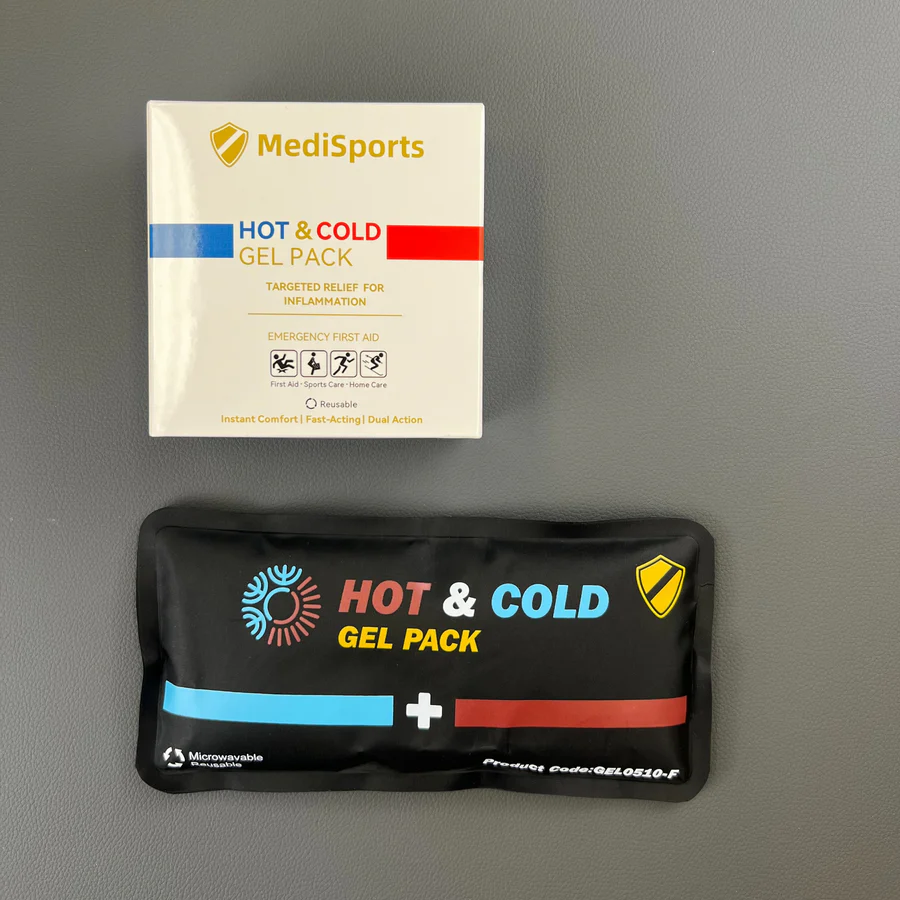 MediSports
HOT & COLD
GEL PACK
TARGETED RELIEF FOR
INFLAMMATION
EMERGENCY FIRST AID
First Aid · Sports Care · Home Care
Reusable
Instant Comfort | Fast-Acting | Dual Action
HOT & COLD
GEL PACK
Microwavable
Reusable
Product Code:GEL0510-F